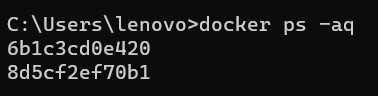 C:\Users\lenovo>docker ps -aq
6b1c3cd0e420
8d5cf2ef70b1